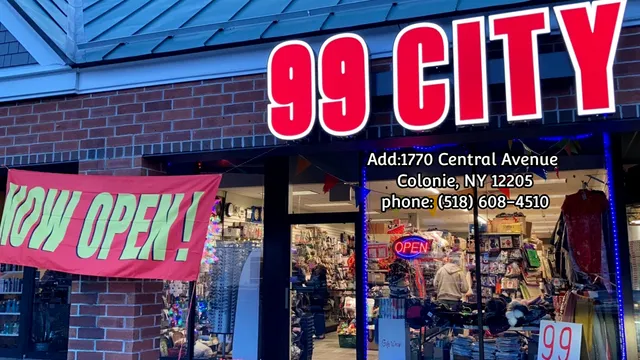 99 CITY
Add:1770 Central Avenue
Colonie, NY 12205
phone: (518) 608-4510
NOW OPEN!
OPEN
99